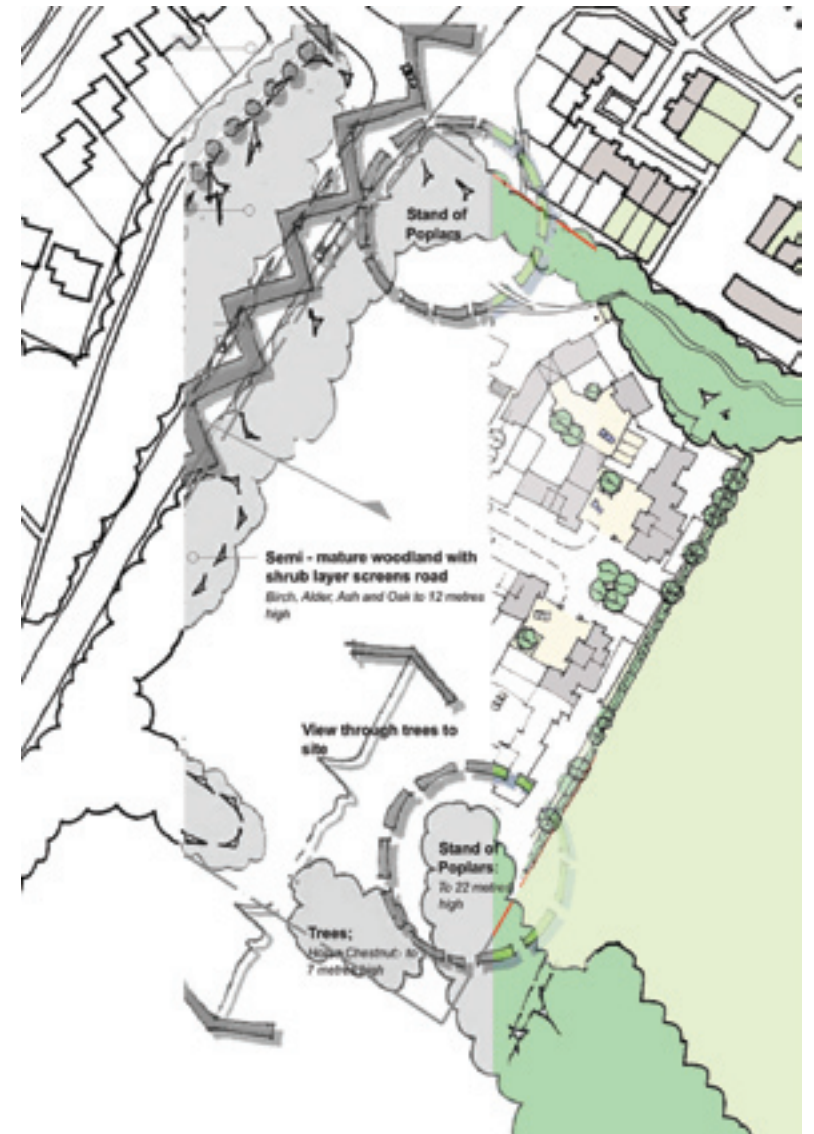 Stand of
Poplars
Semi - mature woodland with
shrub layer screens road
Birch, Alder, Ash and Oak to 12 metres
high
View through trees to
site
Stand of
Poplars:
To 22 metres
high
Trees;
Horse Chestnut:- to
7 metres high